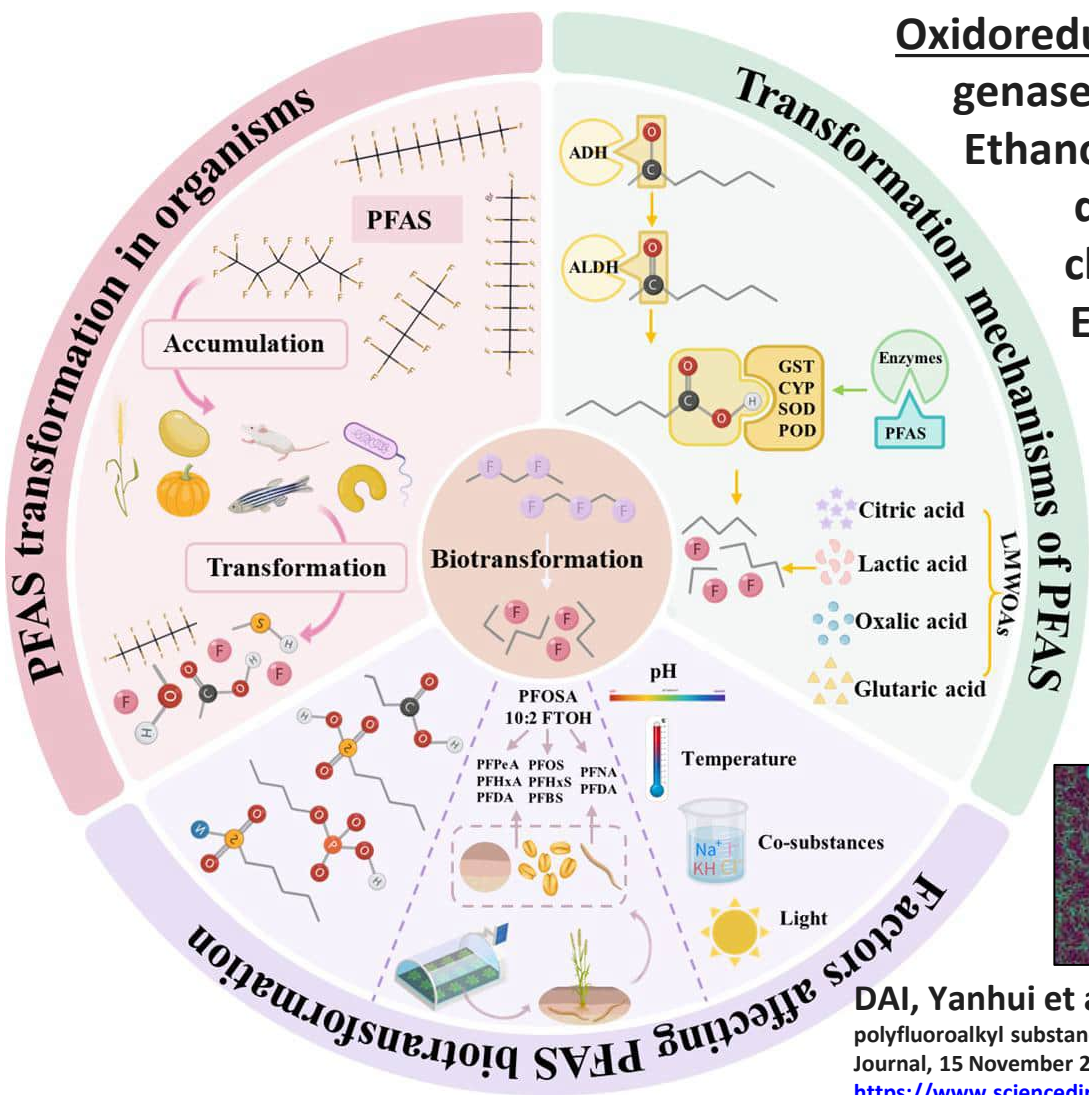 PFAS transformation in organisms
PFAS
Accumulation
Transformation
Transformation mechanisms of PFAS
ADH
ALDH
GST
CYP
SOD
POD
Enzymes
PFAS
Citric acid
Lactic acid
Oxalic acid
Glutaric acid
LMWOAs
Biotransformation
Factors affecting PFAS biotransformation
PFOSA
10:2 FTOH
PFPeA PFOS PFNA
PFHxA PFHxS PFDA
PFDA PFBS
pH
Temperature
Co-substances
Na⁺
KH
Light
Oxidoredu
genase
Ethano
DAI, Yanhui et a
polyfluoroalkyl substan
Journal, 15 November 2
https://www.sciencedir